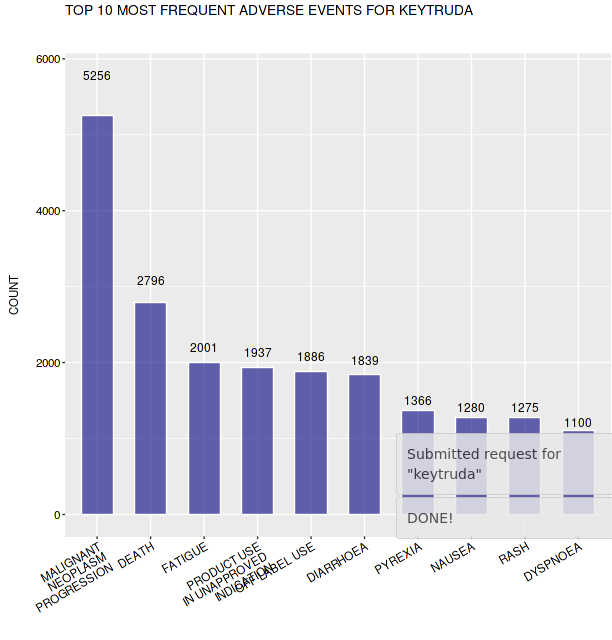 TOP 10 MOST FREQUENT ADVERSE EVENTS FOR KEYTRUDA
6000
5256
4000
COUNT
2796
2001
1937
1886
1839
2000
1366
1280
1275
1100
Submitted request for
"keytruda"
0
DONE!
MALIGNANT
NEOPLASM
PROGRESSION
DEATH
FATIGUE
PRODUCT USE
IN UNAPPROVED
INDICATION
OFF LABEL USE
DIARRHOEA
PYREXIA
NAUSEA
RASH
DYSPNOEA